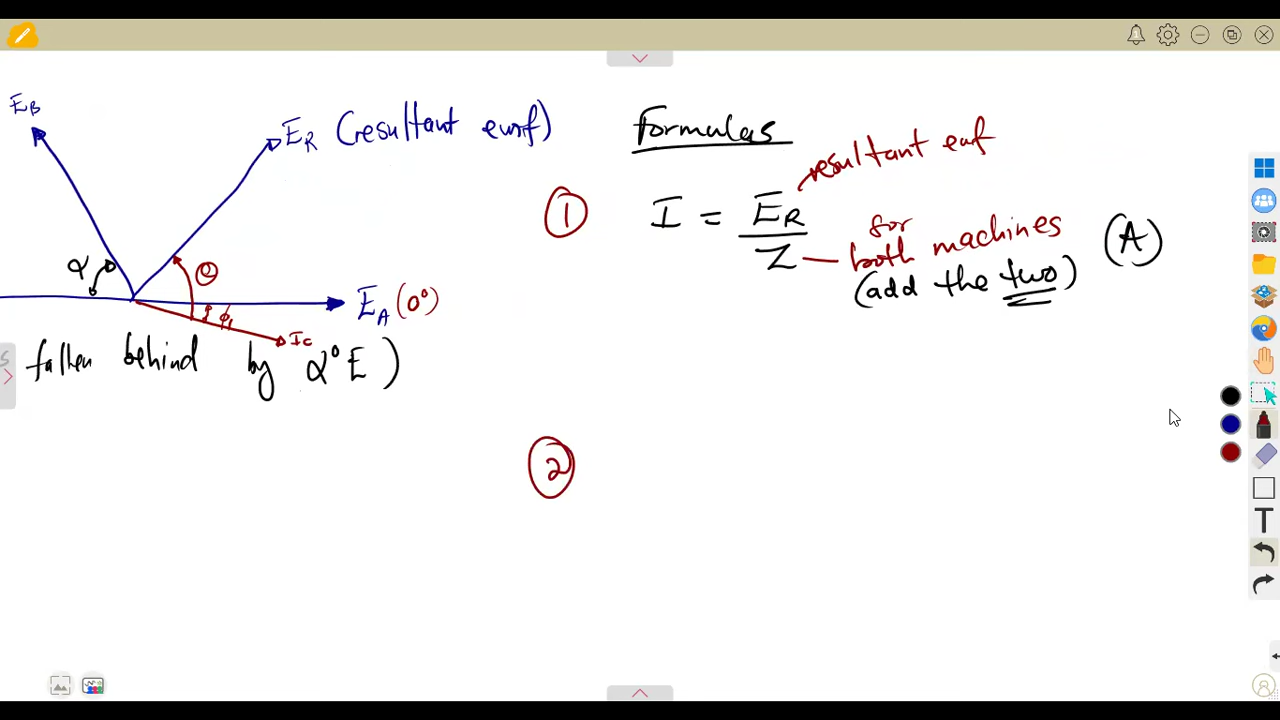 EB
ER (resultant emf)
α
θ
φ1
EA (0°)
Ic
fallen behind by α°E)
Formulas
① I = ER / Z (A)
resultant emf
for
both machines
(add the two)
②
T